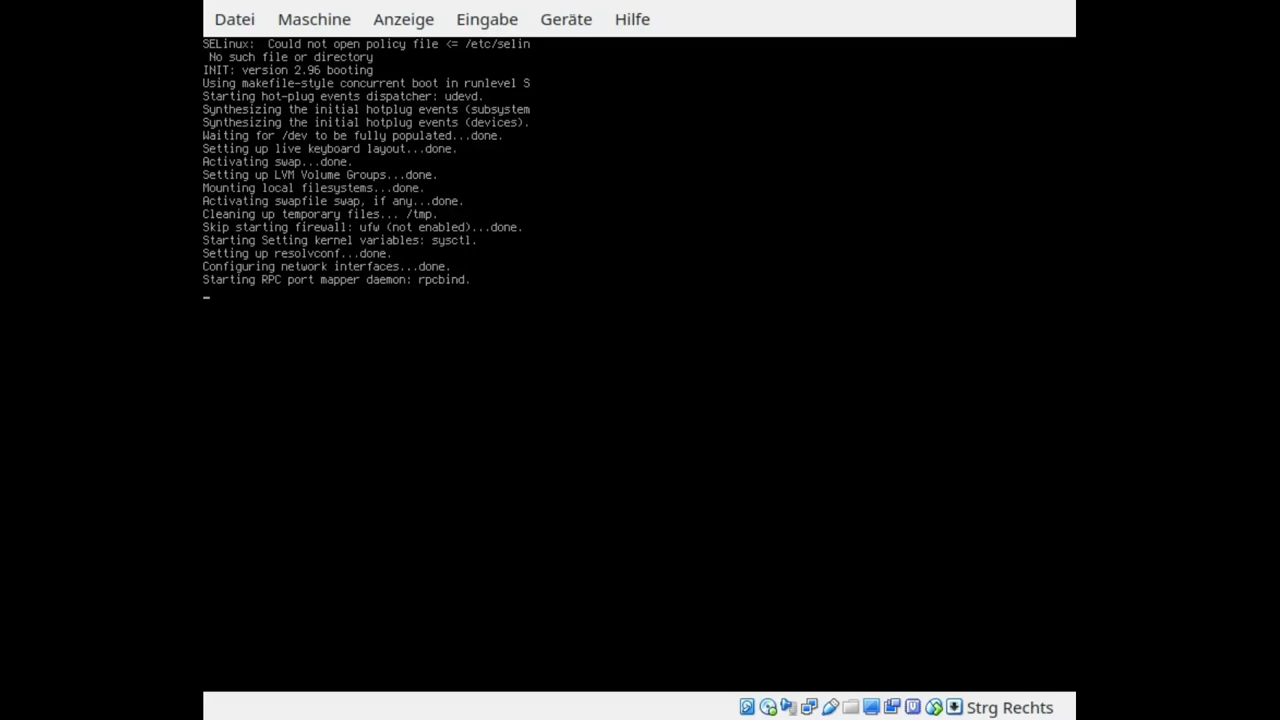 Datei Maschine Anzeige Eingabe Geräte Hilfe
SELinux:  Could not open policy file <= /etc/selin
 No such file or directory
INIT: version 2.96 booting
Using makefile-style concurrent boot in runlevel S
Starting hot-plug events dispatcher: udevd.
Synthesizing the initial hotplug events (subsystem
Synthesizing the initial hotplug events (devices).
Waiting for /dev to be fully populated...done.
Setting up live keyboard layout...done.
Activating swap...done.
Setting up LVM Volume Groups...done.
Mounting local filesystems...done.
Activating swapfile swap, if any...done.
Cleaning up temporary files... /tmp.
Skip starting firewall: ufw (not enabled)...done.
Starting Setting kernel variables: sysctl.
Setting up resolvconf...done.
Configuring network interfaces...done.
Starting RPC port mapper daemon: rpcbind.
Strg Rechts